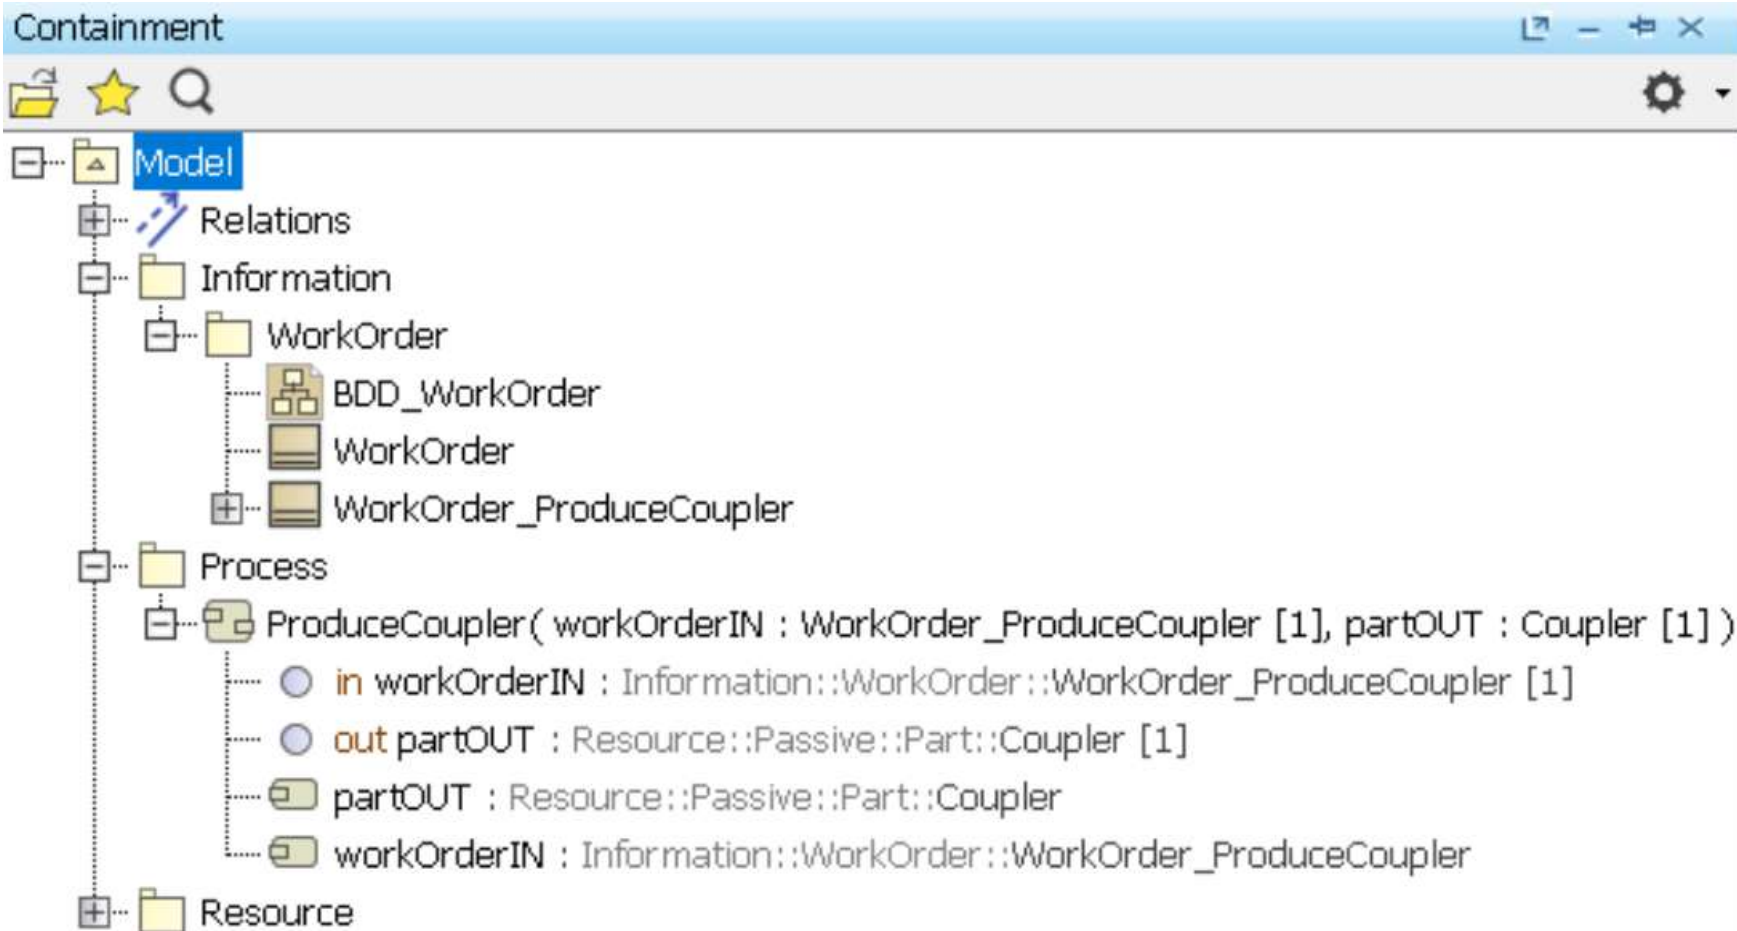 Containment
Model
Relations
Information
WorkOrder
BDD_WorkOrder
WorkOrder
WorkOrder_ProduceCoupler
Process
ProduceCoupler( workOrderIN : WorkOrder_ProduceCoupler [1], partOUT : Coupler [1] )
in workOrderIN : Information::WorkOrder::WorkOrder_ProduceCoupler [1]
out partOUT : Resource::Passive::Part::Coupler [1]
partOUT : Resource::Passive::Part::Coupler
workOrderIN : Information::WorkOrder::WorkOrder_ProduceCoupler
Resource